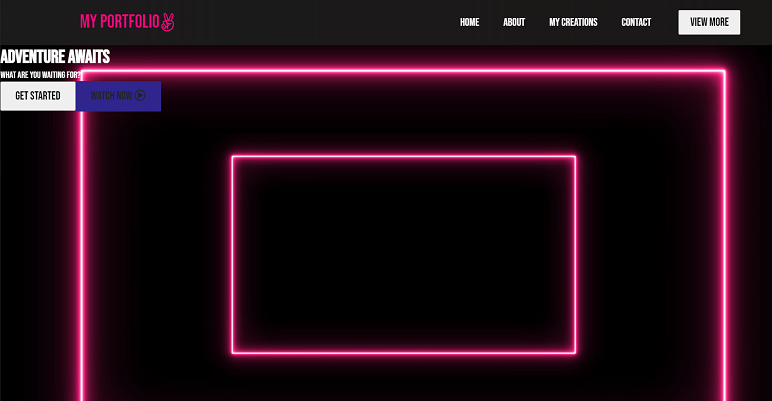 MY PORTFOLIO
HOME ABOUT MY CREATIONS CONTACT VIEW MORE
ADVENTURE AWAITS
WHAT ARE YOU WAITING FOR?
GET STARTED WATCH NOW